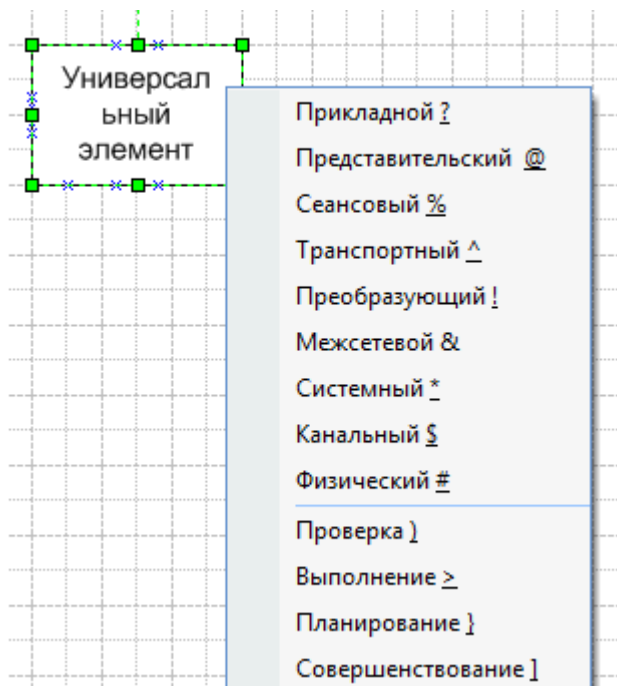 Универсал
ьный
элемент
Прикладной ?
Представительский @
Сеансовый %
Транспортный ^
Преобразующий !
Межсетевой &
Системный *
Канальный $
Физический #
Проверка )
Выполнение >
Планирование }
Совершенствование ]